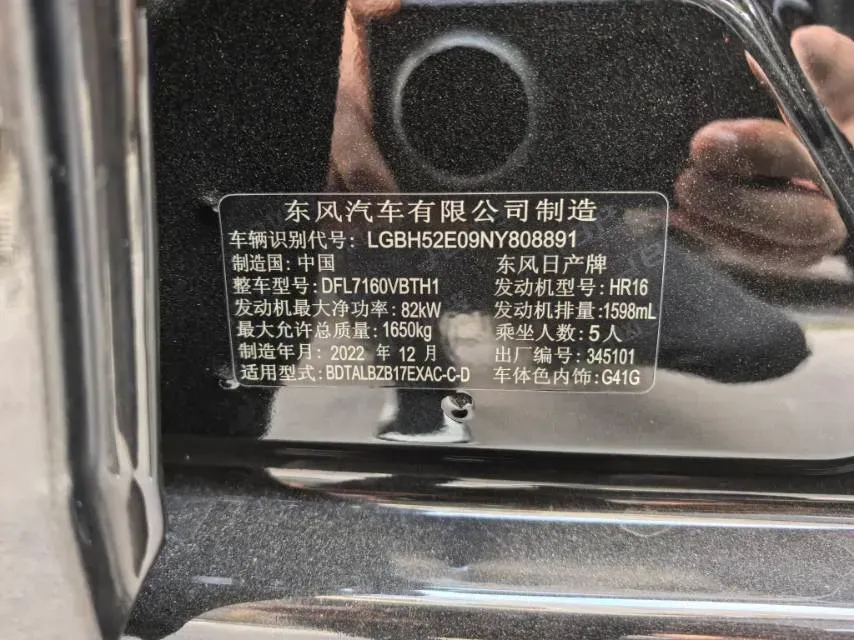 东风汽车有限公司制造
车辆识别代号: LGBH52E09NY808891
制造国: 中国 东风日产牌
整车型号: DFL7160VBTH1 发动机型号: HR16
发动机最大净功率: 82kW 发动机排量: 1598mL
最大允许总质量: 1650kg 乘坐人数: 5人
制造年月: 2022 年 12 月 出厂编号: 345101
适用型式: BDTALBZB17EXAC-C-D 车体色内饰: G41G